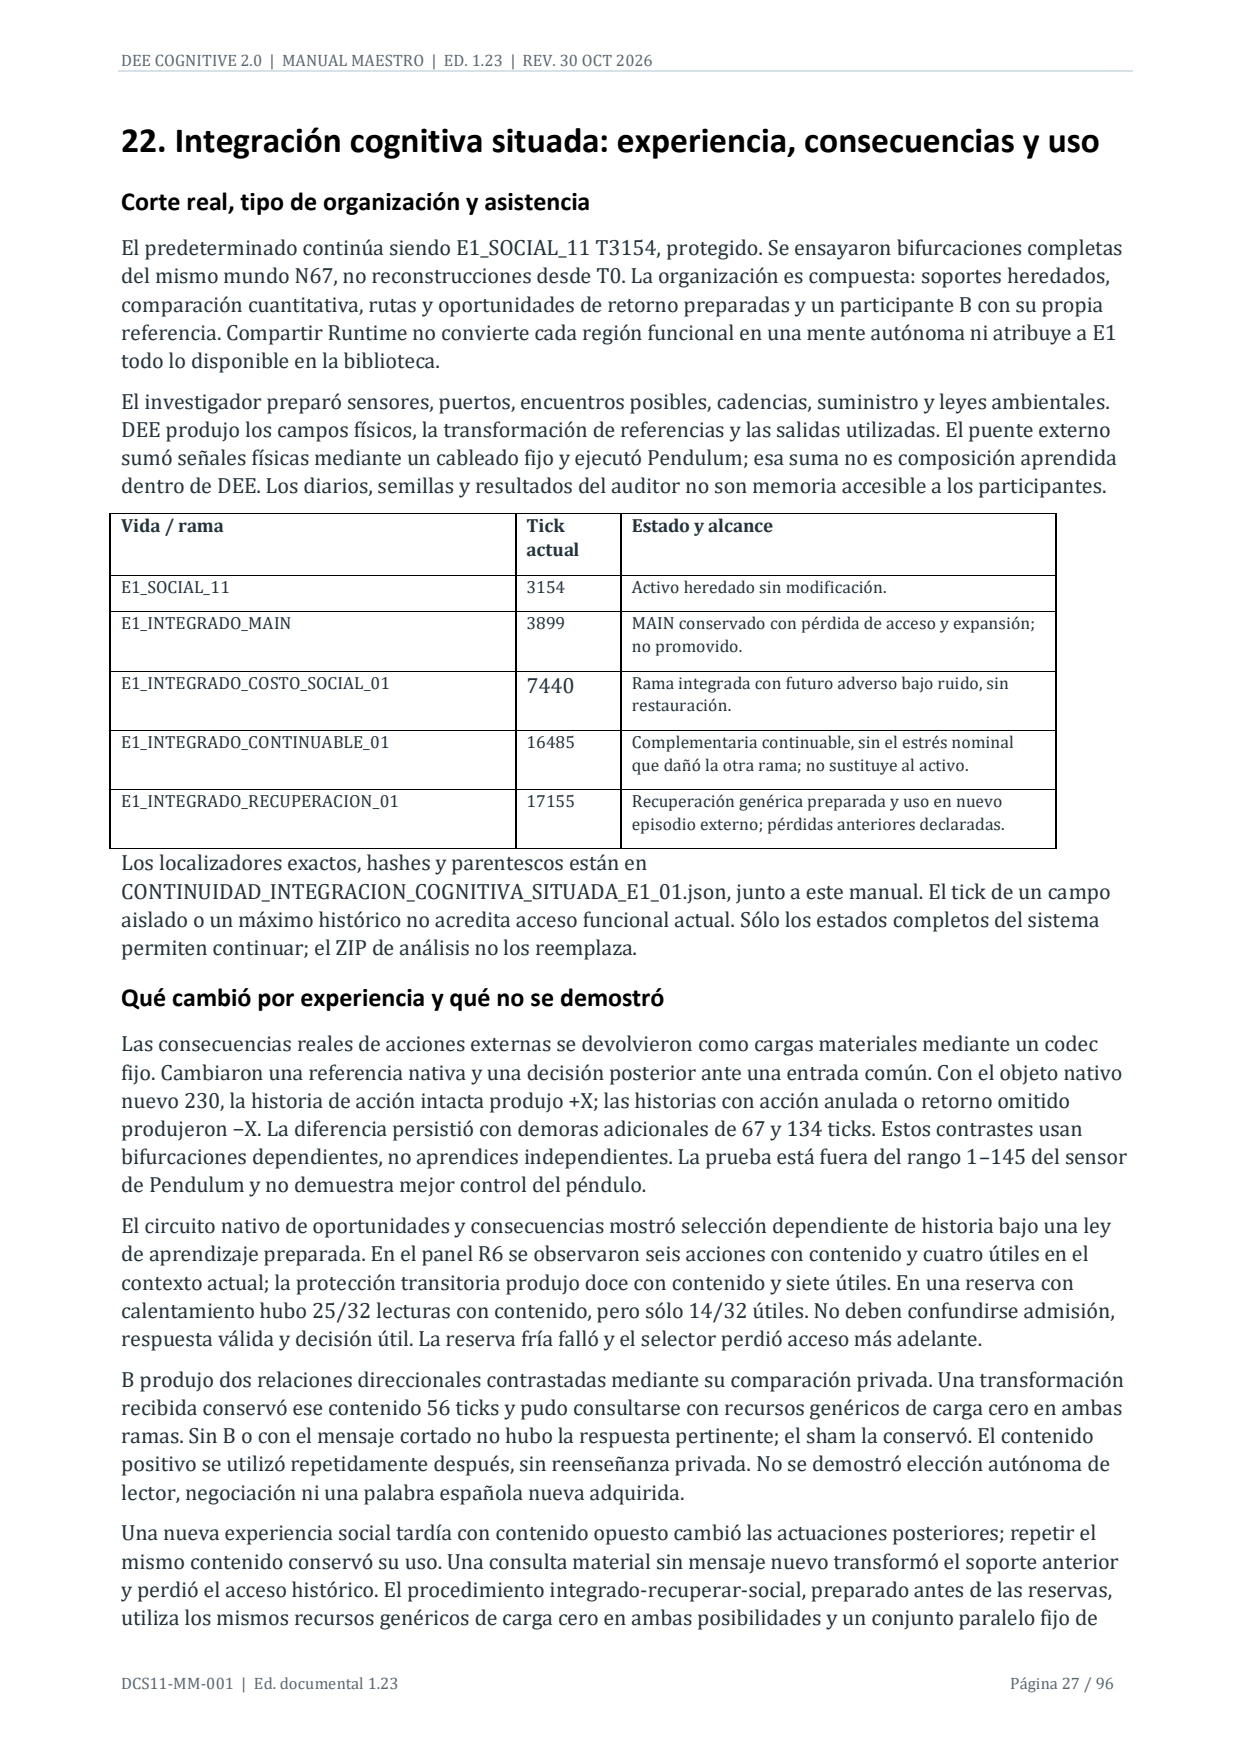 DEE COGNITIVE 2.0 | MANUAL MAESTRO | ED. 1.23 | REV. 30 OCT 2026
22. Integración cognitiva situada: experiencia, consecuencias y uso
Corte real, tipo de organización y asistencia
El predeterminado continúa siendo E1_SOCIAL_11 T3154, protegido. Se ensayaron bifurcaciones completas
del mismo mundo N67, no reconstrucciones desde T0. La organización es compuesta: soportes heredados,
comparación cuantitativa, rutas y oportunidades de retorno preparadas y un participante B con su propia
referencia. Compartir Runtime no convierte cada región funcional en una mente autónoma ni atribuye a E1
todo lo disponible en la biblioteca.
El investigador preparó sensores, puertos, encuentros posibles, cadencias, suministro y leyes ambientales.
DEE produjo los campos físicos, la transformación de referencias y las salidas utilizadas. El puente externo
sumó señales físicas mediante un cableado fijo y ejecutó Pendulum; esa suma no es composición aprendida
dentro de DEE. Los diarios, semillas y resultados del auditor no son memoria accesible a los participantes.
Vida / rama
Tick
actual
Estado y alcance
E1_SOCIAL_11
3154
Activo heredado sin modificación.
E1_INTEGRADO_MAIN
3899
MAIN conservado con pérdida de acceso y expansión;
no promovido.
E1_INTEGRADO_COSTO_SOCIAL_01
7440
Rama integrada con futuro adverso bajo ruido, sin
restauración.
E1_INTEGRADO_CONTINUABLE_01
16485
Complementaria continuable, sin el estrés nominal
que dañó la otra rama; no sustituye al activo.
E1_INTEGRADO_RECUPERACION_01
17155
Recuperación genérica preparada y uso en nuevo
episodio externo; pérdidas anteriores declaradas.
Los localizadores exactos, hashes y parentescos están en
CONTINUIDAD_INTEGRACION_COGNITIVA_SITUADA_E1_01.json, junto a este manual. El tick de un campo
aislado o un máximo histórico no acredita acceso funcional actual. Sólo los estados completos del sistema
permiten continuar; el ZIP de análisis no los reemplaza.
Qué cambió por experiencia y qué no se demostró
Las consecuencias reales de acciones externas se devolvieron como cargas materiales mediante un codec
fijo. Cambiaron una referencia nativa y una decisión posterior ante una entrada común. Con el objeto nativo
nuevo 230, la historia de acción intacta produjo +X; las historias con acción anulada o retorno omitido
produjeron −X. La diferencia persistió con demoras adicionales de 67 y 134 ticks. Estos contrastes usan
bifurcaciones dependientes, no aprendices independientes. La prueba está fuera del rango 1–145 del sensor
de Pendulum y no demuestra mejor control del péndulo.
El circuito nativo de oportunidades y consecuencias mostró selección dependiente de historia bajo una ley
de aprendizaje preparada. En el panel R6 se observaron seis acciones con contenido y cuatro útiles en el
contexto actual; la protección transitoria produjo doce con contenido y siete útiles. En una reserva con
calentamiento hubo 25/32 lecturas con contenido, pero sólo 14/32 útiles. No deben confundirse admisión,
respuesta válida y decisión útil. La reserva fría falló y el selector perdió acceso más adelante.
B produjo dos relaciones direccionales contrastadas mediante su comparación privada. Una transformación
recibida conservó ese contenido 56 ticks y pudo consultarse con recursos genéricos de carga cero en ambas
ramas. Sin B o con el mensaje cortado no hubo la respuesta pertinente; el sham la conservó. El contenido
positivo se utilizó repetidamente después, sin reenseñanza privada. No se demostró elección autónoma de
lector, negociación ni una palabra española nueva adquirida.
Una nueva experiencia social tardía con contenido opuesto cambió las actuaciones posteriores; repetir el
mismo contenido conservó su uso. Una consulta material sin mensaje nuevo transformó el soporte anterior
y perdió el acceso histórico. El procedimiento integrado-recuperar-social, preparado antes de las reservas,
utiliza los mismos recursos genéricos de carga cero en ambas posibilidades y un conjunto paralelo fijo de
DCS11-MM-001 | Ed. documental 1.23
Página 27 / 96